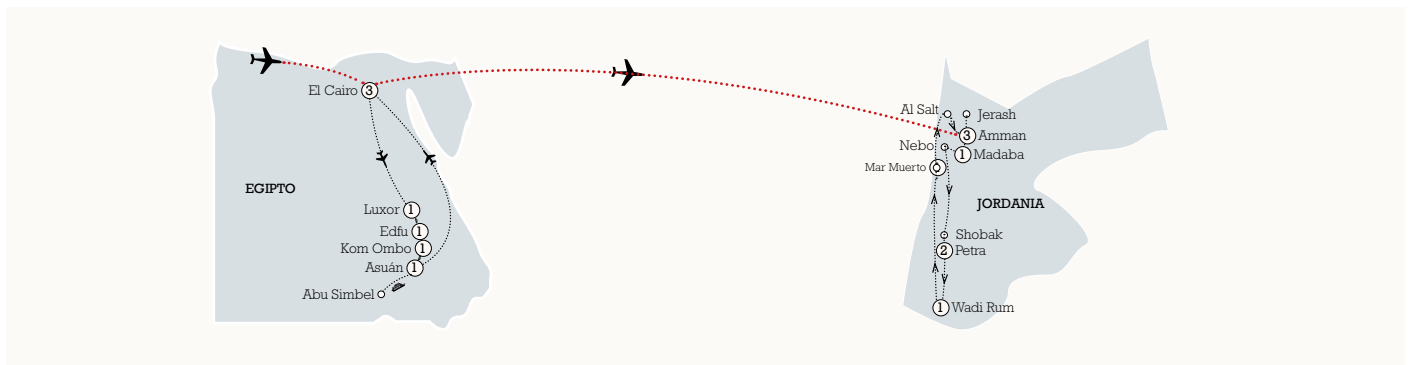 El Cairo 3
EGIPTO
Luxor 1
Edfu 1
Kom Ombo 1
Asuán 1
Abu Simbel
Al Salt
Jerash
3 Amman
Nebo
1 Madaba
Mar Muerto 0
JORDANIA
Shobak
2 Petra
1 Wadi Rum